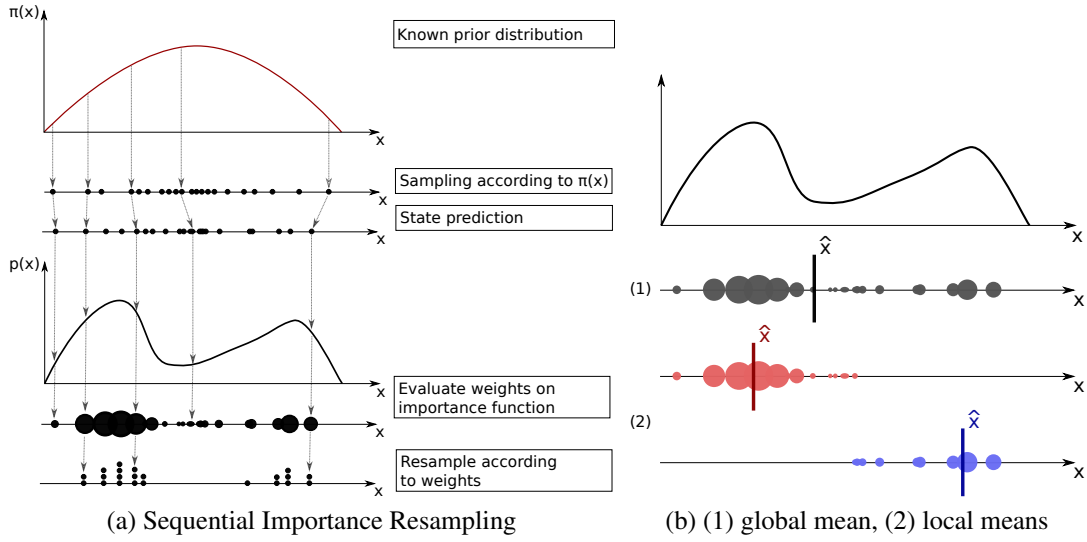 π(x)
Known prior distribution
x
Sampling according to π(x)
x
State prediction
x
p(x)
x
Evaluate weights on
importance function
x
Resample according
to weights
x
(a) Sequential Importance Resampling
x
x̂
(1)
x
x̂
x
(2)
x̂
x
(b) (1) global mean, (2) local means